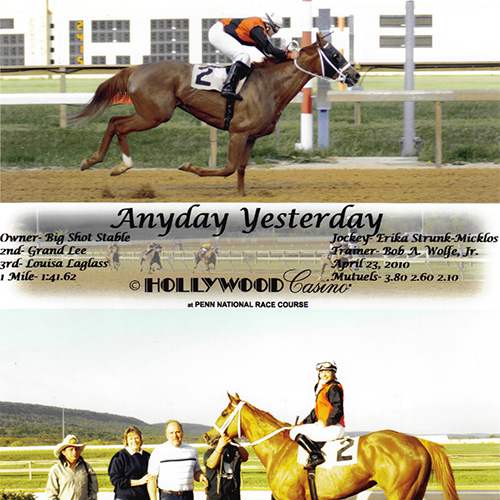 2
Anyday Yesterday
Owner- Big Shot Stable
2nd- Grand Lee
3rd- Louisa Laglass
1 Mile- 1:41.62
Jockey- Erika Strunk-Micklos
Trainer- Bob A. Wolfe, Jr.
April 23, 2010
Mutuels- 3.80 2.60 2.10
© HOLLYWOOD Casino®
at PENN NATIONAL RACE COURSE
2